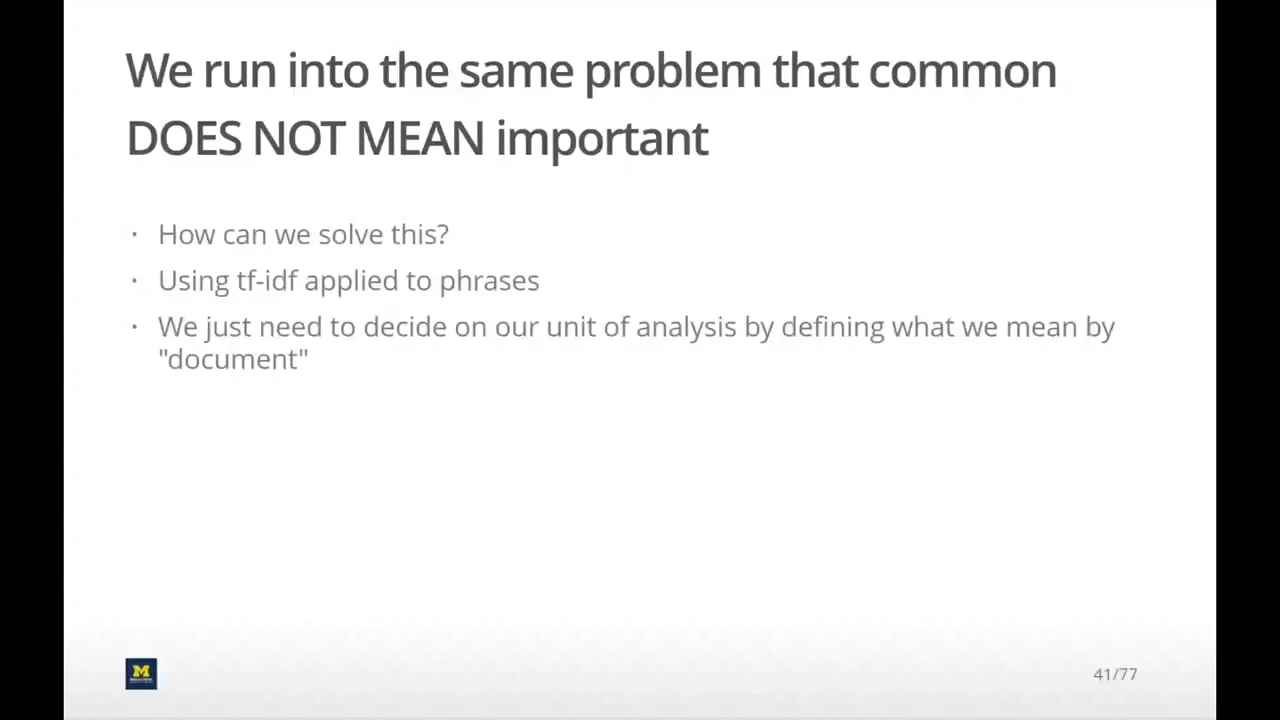 We run into the same problem that common
DOES NOT MEAN important
· How can we solve this?
· Using tf-idf applied to phrases
· We just need to decide on our unit of analysis by defining what we mean by
"document"
M
41/77